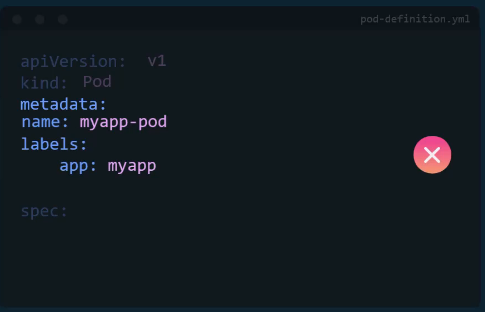 pod-definition.yml
apiVersion: v1
kind: Pod
metadata:
name: myapp-pod
labels:
    app: myapp
spec: